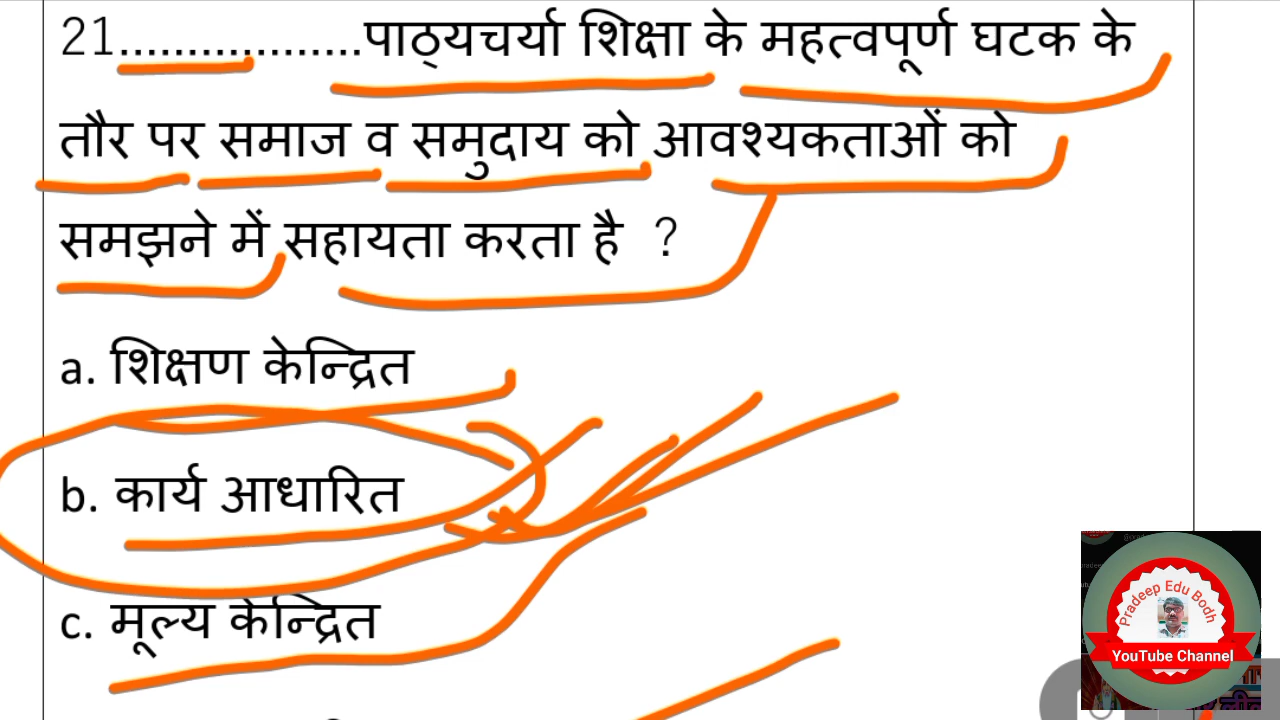 21..................पाठ्यचर्या शिक्षा के महत्वपूर्ण घटक के
तौर पर समाज व समुदाय को आवश्यकताओं को
समझने में सहायता करता है ?
a. शिक्षण केन्द्रित
b. कार्य आधारित
c. मूल्य केन्द्रित
Pradeep Edu Bodh
YouTube Channel